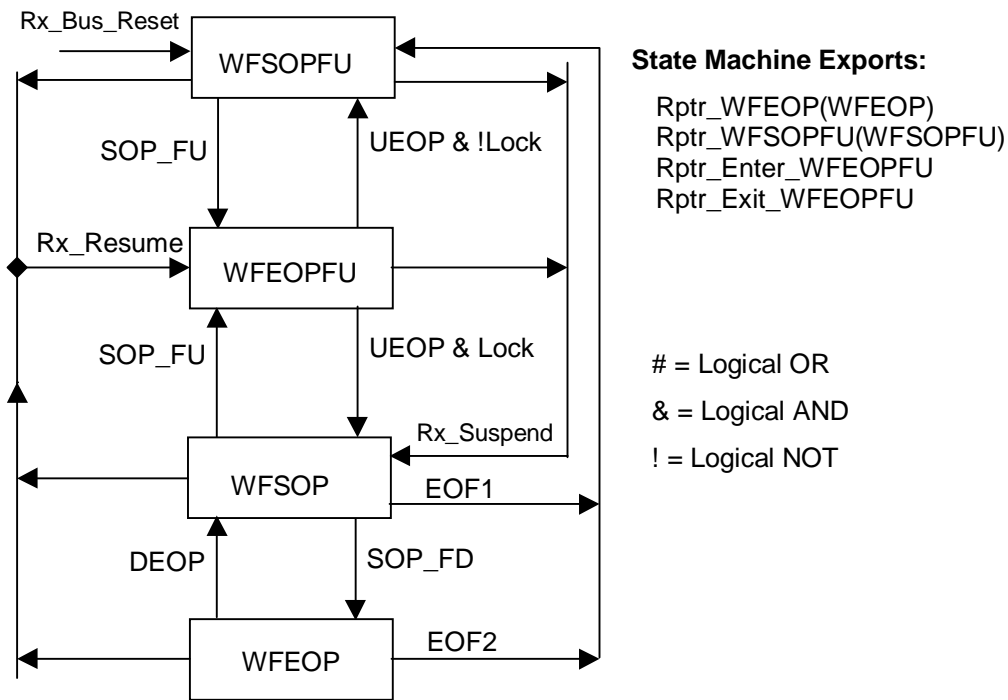 Rx_Bus_Reset
WFSOPFU
SOP_FU
UEOP & !Lock
Rx_Resume
WFEOPFU
SOP_FU
UEOP & Lock
Rx_Suspend
WFSOP
EOF1
DEOP
SOP_FD
WFEOP
EOF2
State Machine Exports:
Rptr_WFEOP(WFEOP)
Rptr_WFSOPFU(WFSOPFU)
Rptr_Enter_WFEOPFU
Rptr_Exit_WFEOPFU
# = Logical OR
& = Logical AND
! = Logical NOT